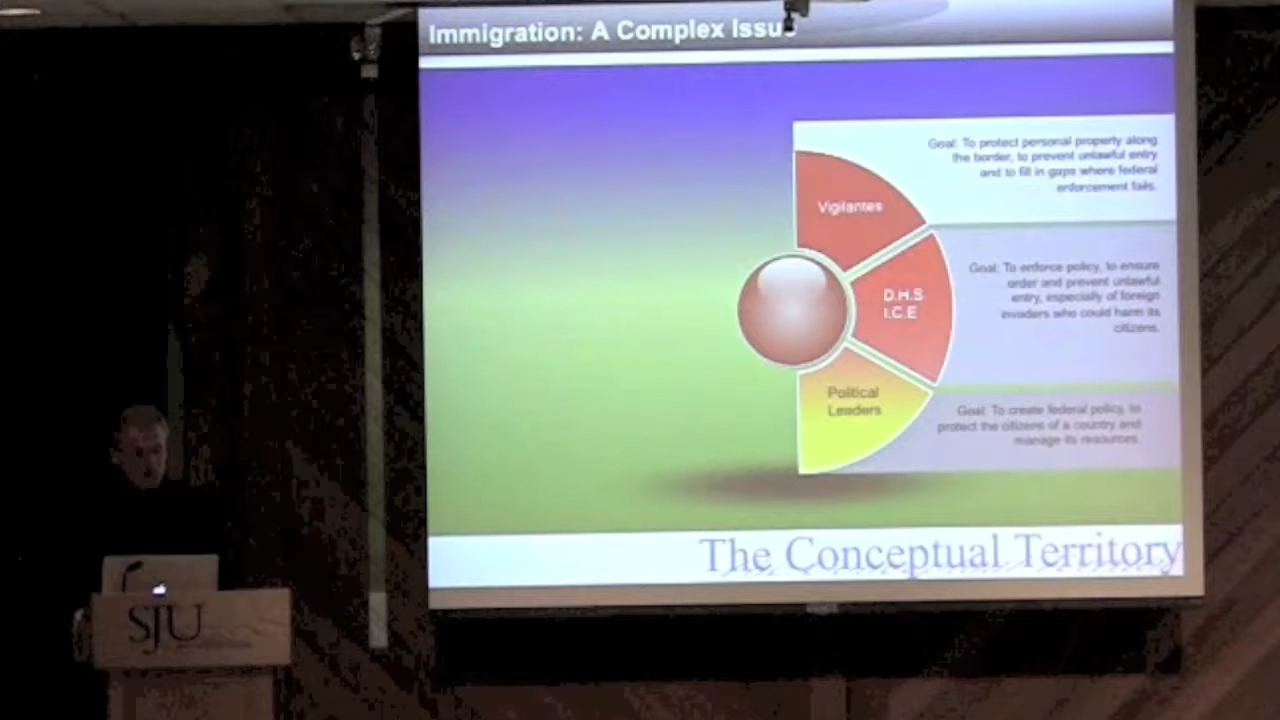 Immigration: A Complex Issue
Goal: To protect personal property along
the border, to prevent unlawful entry
and to fill in gaps where federal
enforcement fails.
Vigilantes
Goal: To enforce policy, to ensure
order and prevent unlawful
entry, especially of foreign
invaders who could harm its
citizens.
D.H.S
I.C.E
Political
Leaders
Goal: To create federal policy, to
protect the citizens of a country and
manage its resources.
The Conceptual Territory
SJU